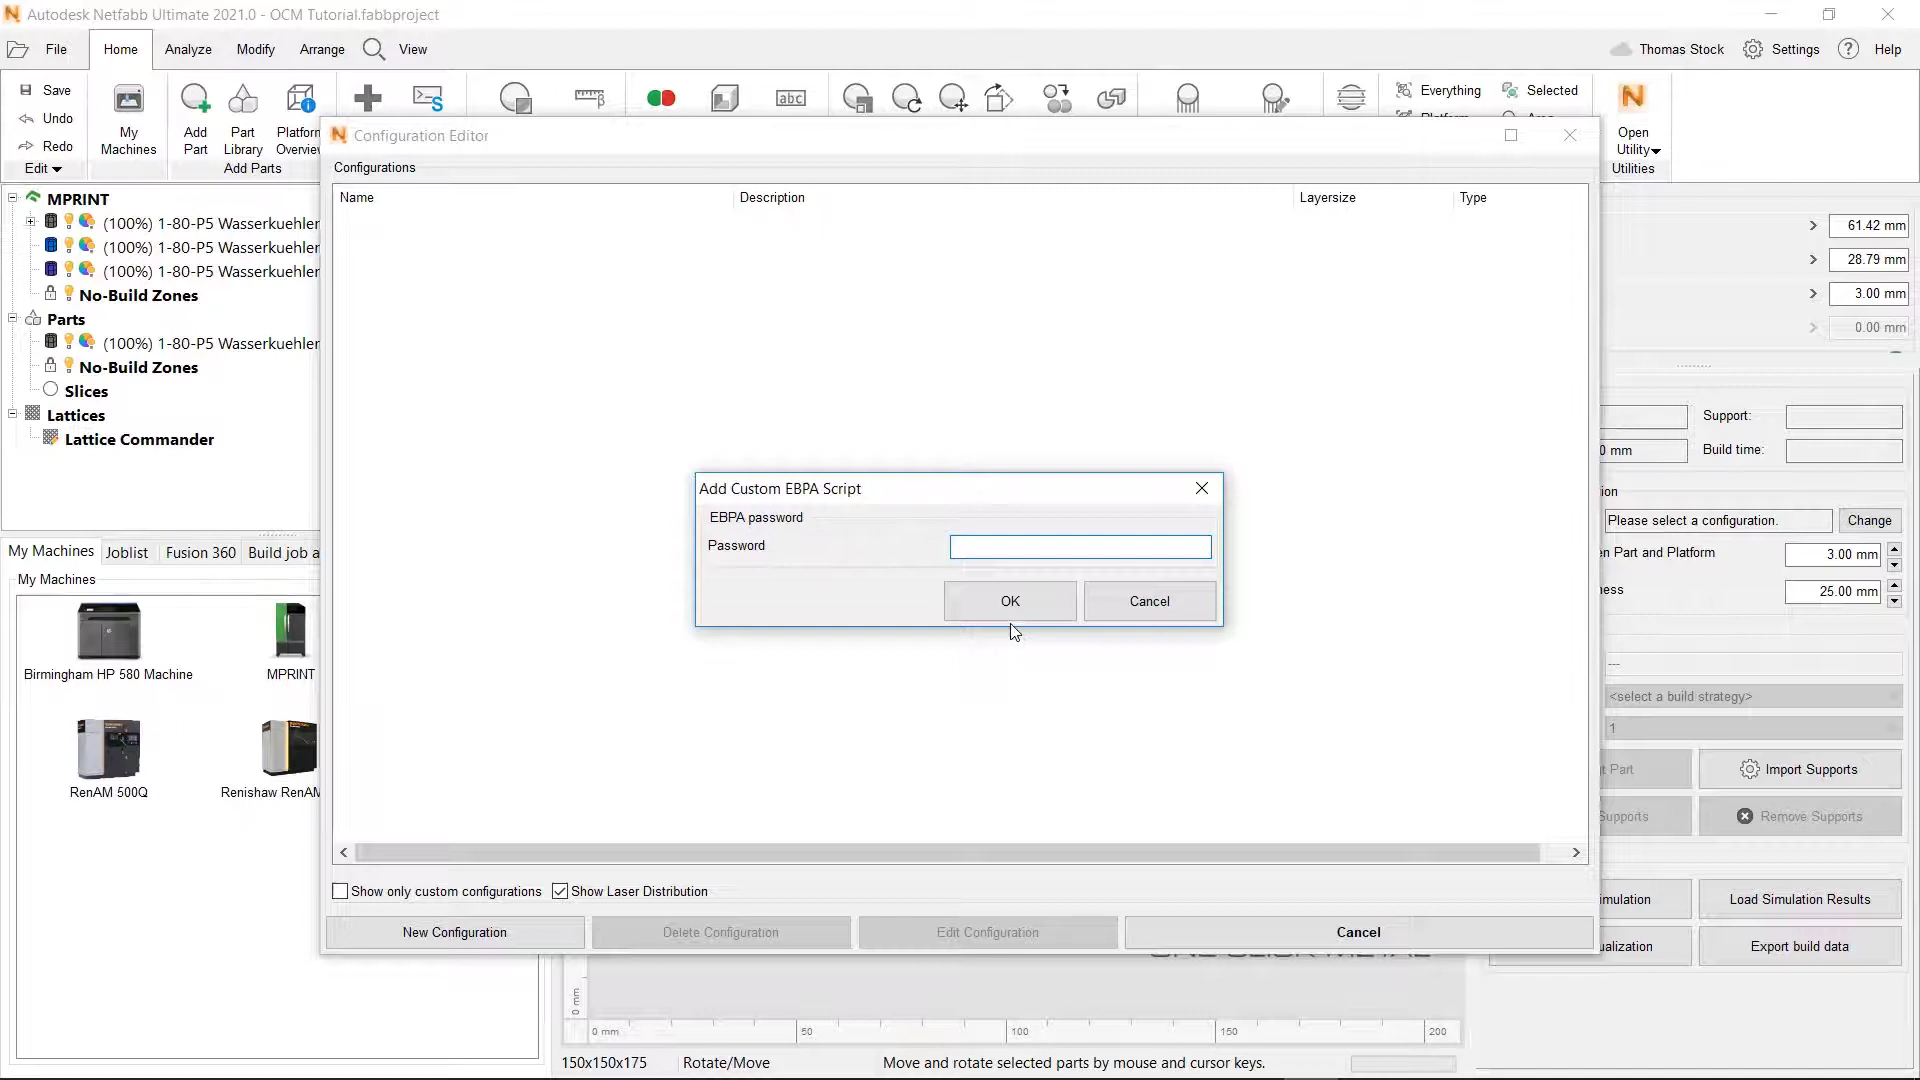 Autodesk Netfabb Ultimate 2021.0 - OCM Tutorial.fabbproject
File Home Analyze Modify Arrange View Thomas Stock Settings Help
Save
Undo
Redo
Edit
My Machines
Add Part
Part Library
Platform Overview
Add Parts
abc
Everything Selected
Open Utility
Utilities
Configuration Editor
Configurations
Name Description Layersize Type
MPRINT
(100%) 1-80-P5 Wasserkuehler
(100%) 1-80-P5 Wasserkuehler
(100%) 1-80-P5 Wasserkuehler
No-Build Zones
Parts
(100%) 1-80-P5 Wasserkuehler
No-Build Zones
Slices
Lattices
Lattice Commander
61.42 mm
28.79 mm
3.00 mm
0.00 mm
Support:
0 mm Build time:
ion
Please select a configuration. Change
en Part and Platform 3.00 mm
ness 25.00 mm
---
<select a build strategy>
1
t Part Import Supports
Supports Remove Supports
imulation Load Simulation Results
ualization Export build data
Add Custom EBPA Script
EBPA password
Password
OK Cancel
My Machines Joblist Fusion 360 Build job a
My Machines
Birmingham HP 580 Machine MPRINT
RenAM 500Q Renishaw RenAM
Show only custom configurations Show Laser Distribution
New Configuration Delete Configuration Edit Configuration Cancel
0 mm
0 mm 50 100 150 200
150x150x175 Rotate/Move Move and rotate selected parts by mouse and cursor keys.